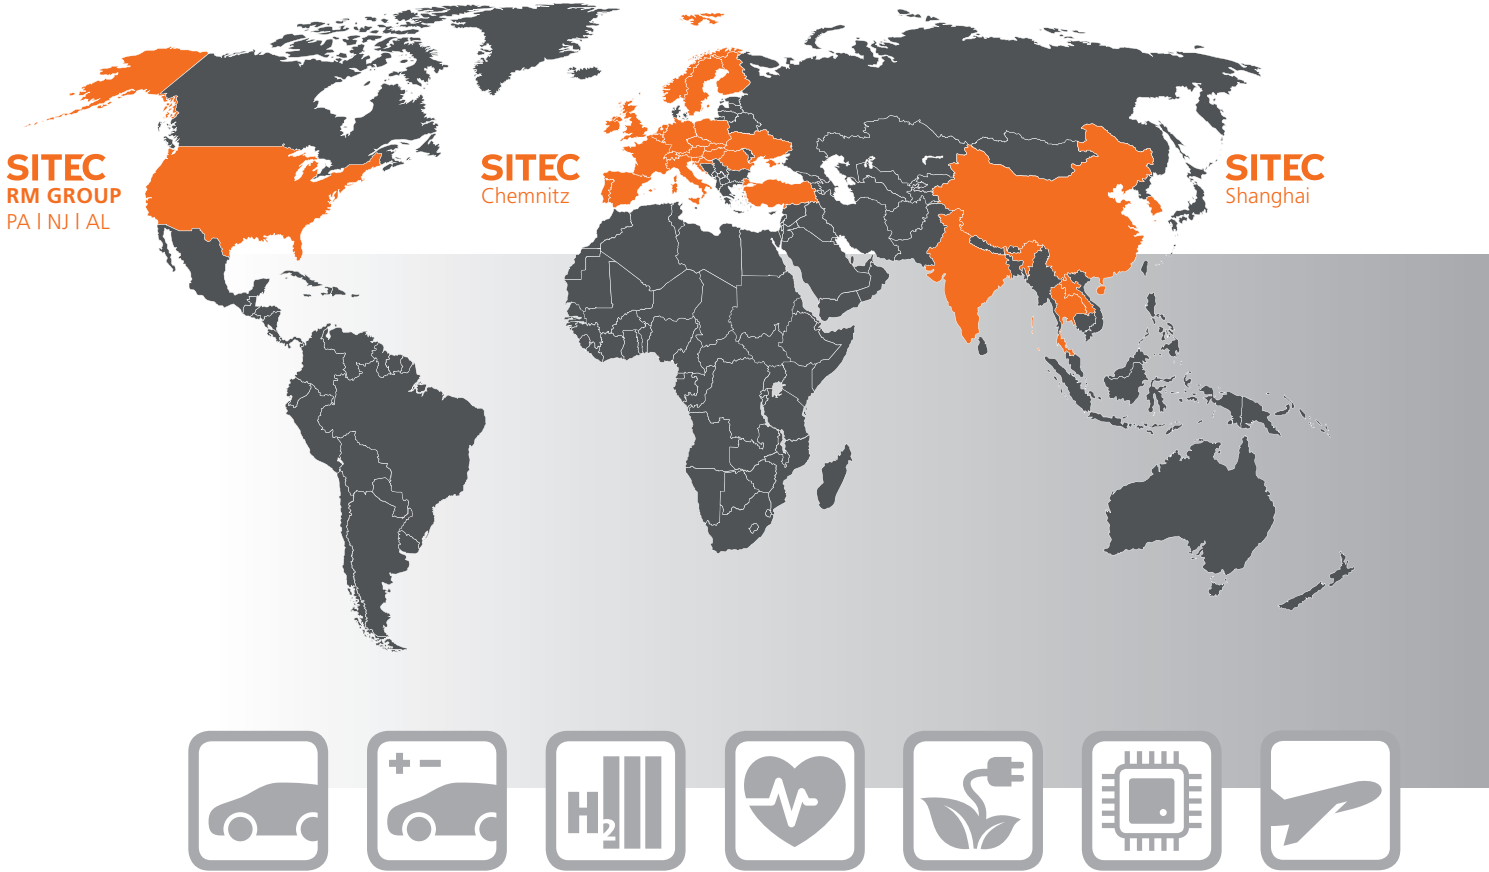 SITEC
RM GROUP
PA | NJ | AL
SITEC
Chemnitz
SITEC
Shanghai
+ −
H2